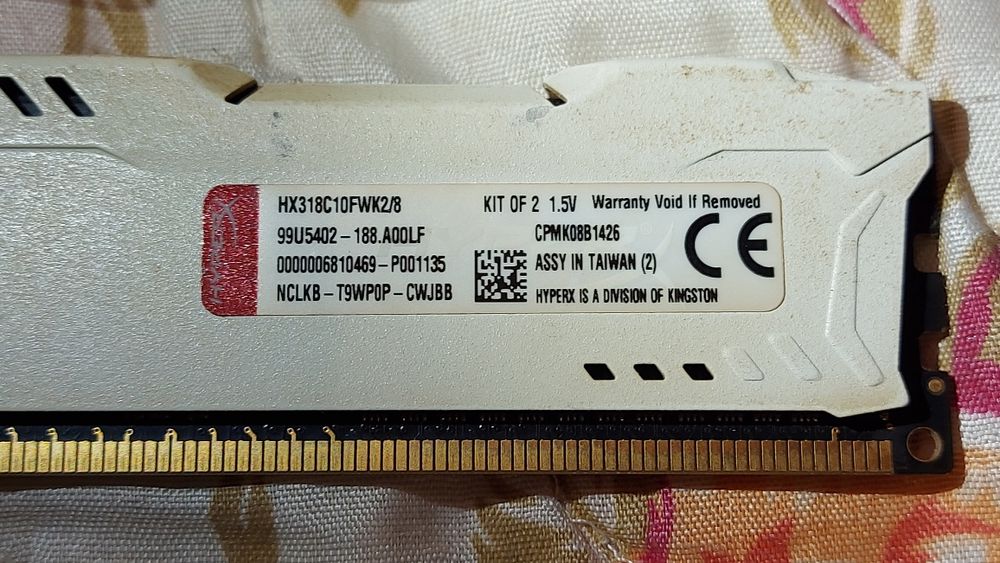 HYPERX
HX318C10FWK2/8 KIT OF 2 1.5V Warranty Void If Removed
99U5402-188.A00LF CPMK08B1426
0000006810469-P001135 ASSY IN TAIWAN (2)
NCLKB-T9WP0P-CWJBB HYPERX IS A DIVISION OF KINGSTON
CE